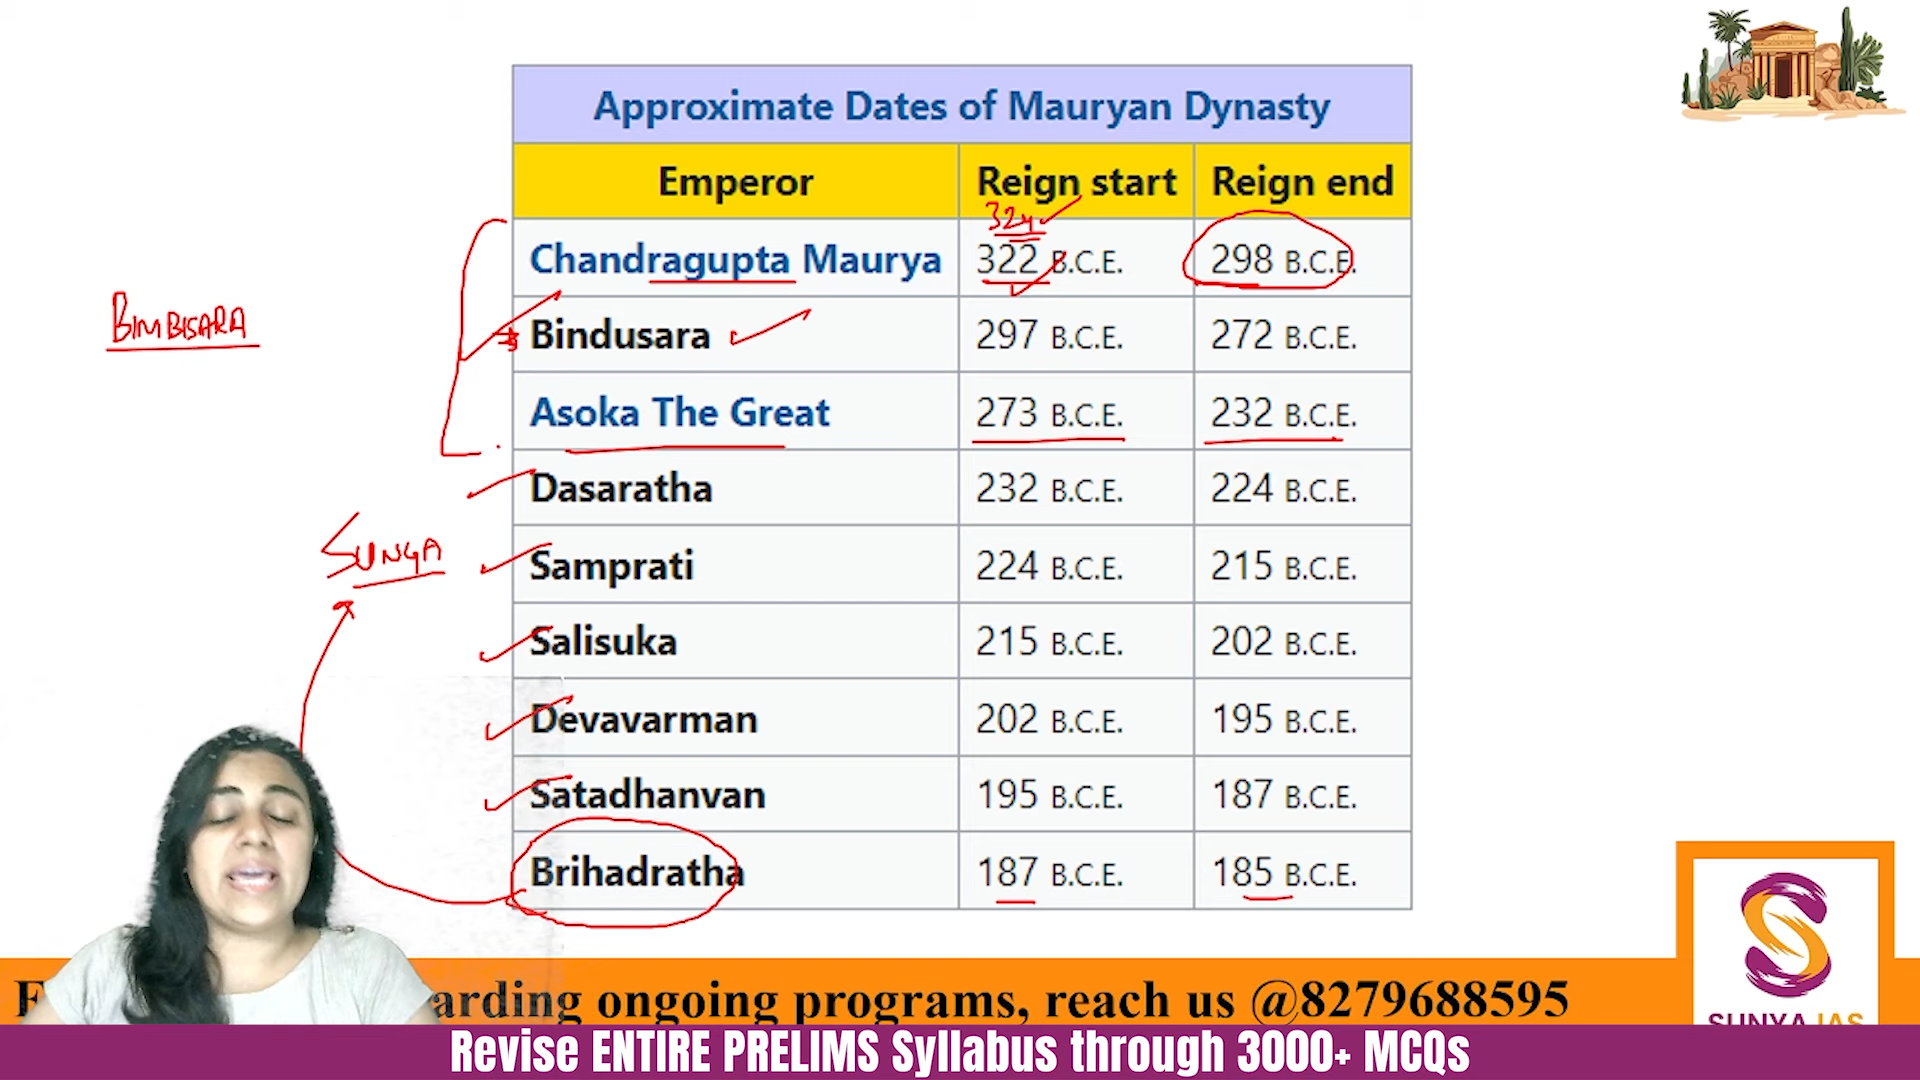 Approximate Dates of Mauryan Dynasty
Emperor Reign start Reign end
324
Chandragupta Maurya 322 B.C.E. 298 B.C.E.
BIMBISARA
Bindusara 297 B.C.E. 272 B.C.E.
Asoka The Great 273 B.C.E. 232 B.C.E.
Dasaratha 232 B.C.E. 224 B.C.E.
SUNGA
Samprati 224 B.C.E. 215 B.C.E.
Salisuka 215 B.C.E. 202 B.C.E.
Devavarman 202 B.C.E. 195 B.C.E.
Satadhanvan 195 B.C.E. 187 B.C.E.
Brihadratha 187 B.C.E. 185 B.C.E.
arding ongoing programs, reach us @8279688595
SUNYA IAS
Revise ENTIRE PRELIMS Syllabus through 3000+ MCQs